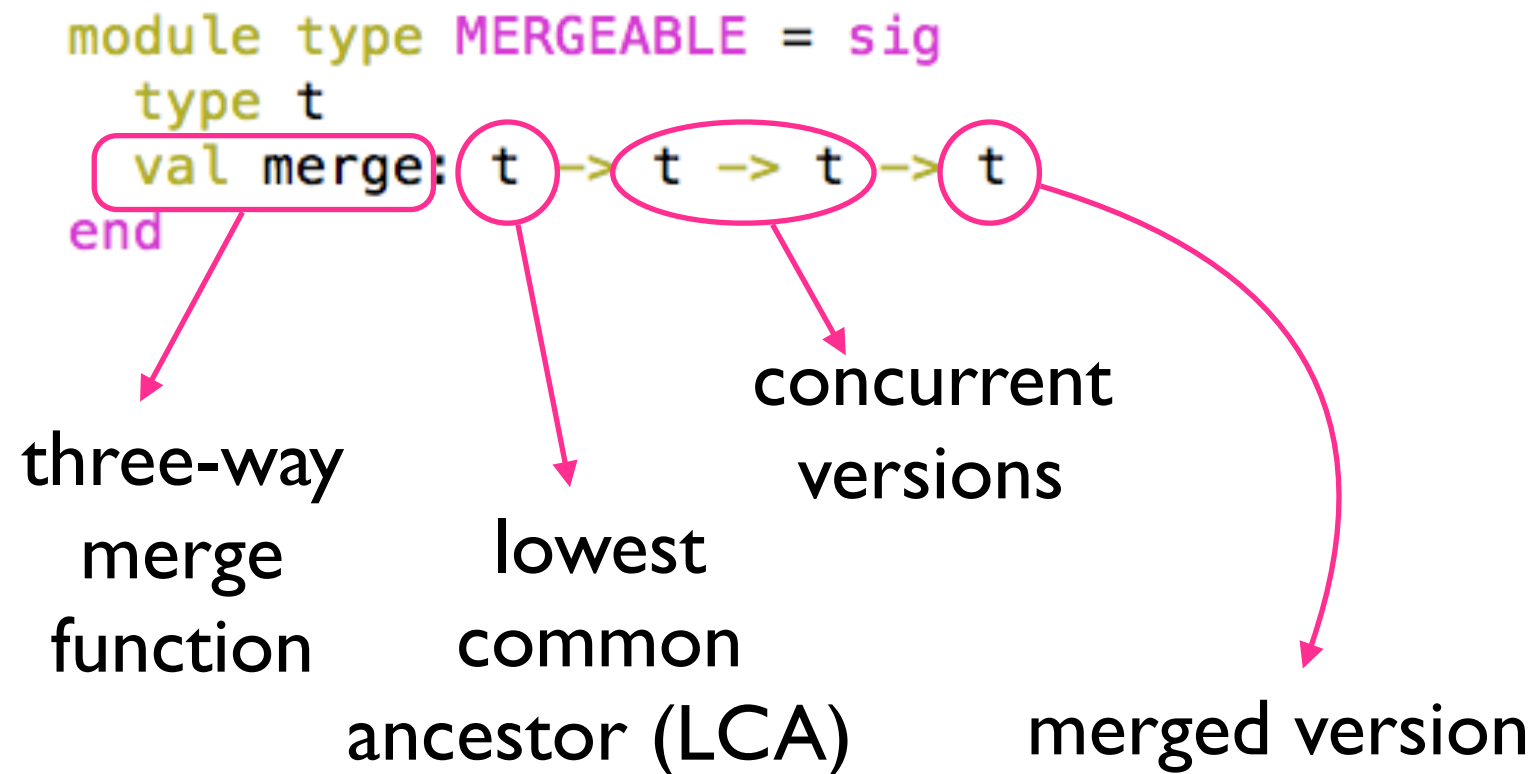 module type MERGEABLE = sig
type t
val merge: t -> t -> t -> t
end
three-way
merge
function
lowest
common
ancestor (LCA)
concurrent
versions
merged version